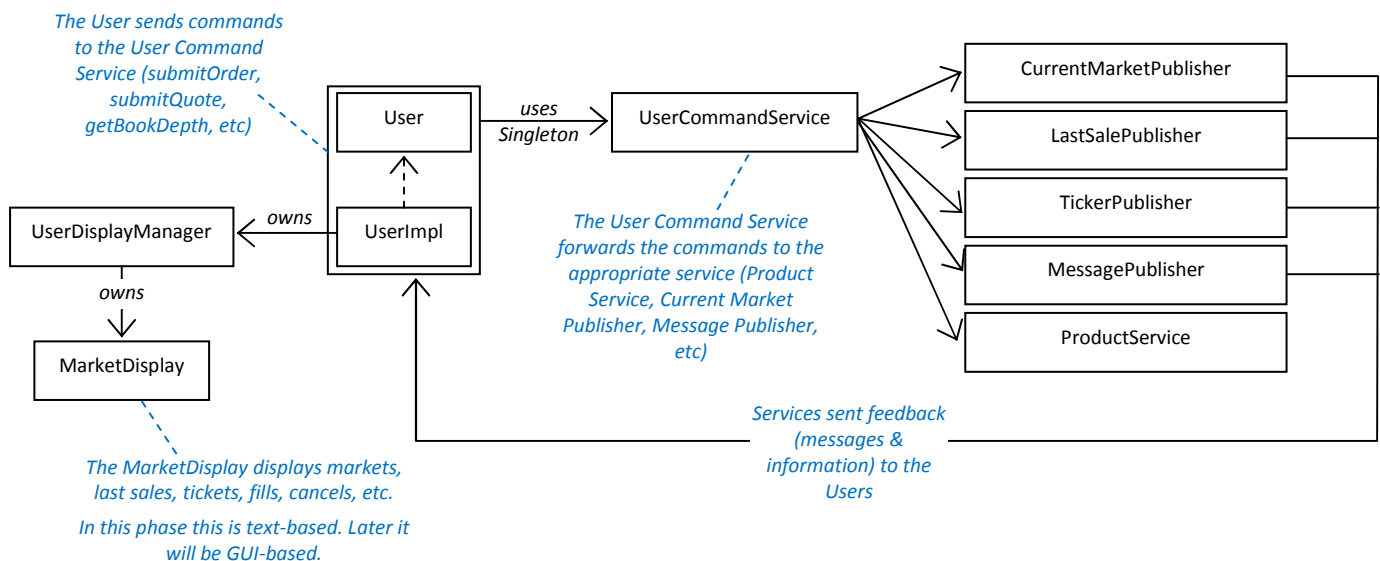 The User sends commands
to the User Command
Service (submitOrder,
submitQuote,
getBookDepth, etc)
User
UserImpl
uses
Singleton
UserCommandService
CurrentMarketPublisher
LastSalePublisher
TickerPublisher
MessagePublisher
ProductService
owns
UserDisplayManager
owns
MarketDisplay
The User Command Service
forwards the commands to the
appropriate service (Product
Service, Current Market
Publisher, Message Publisher,
etc)
Services sent feedback
(messages &
information) to the
Users
The MarketDisplay displays markets,
last sales, tickets, fills, cancels, etc.
In this phase this is text-based. Later it
will be GUI-based.